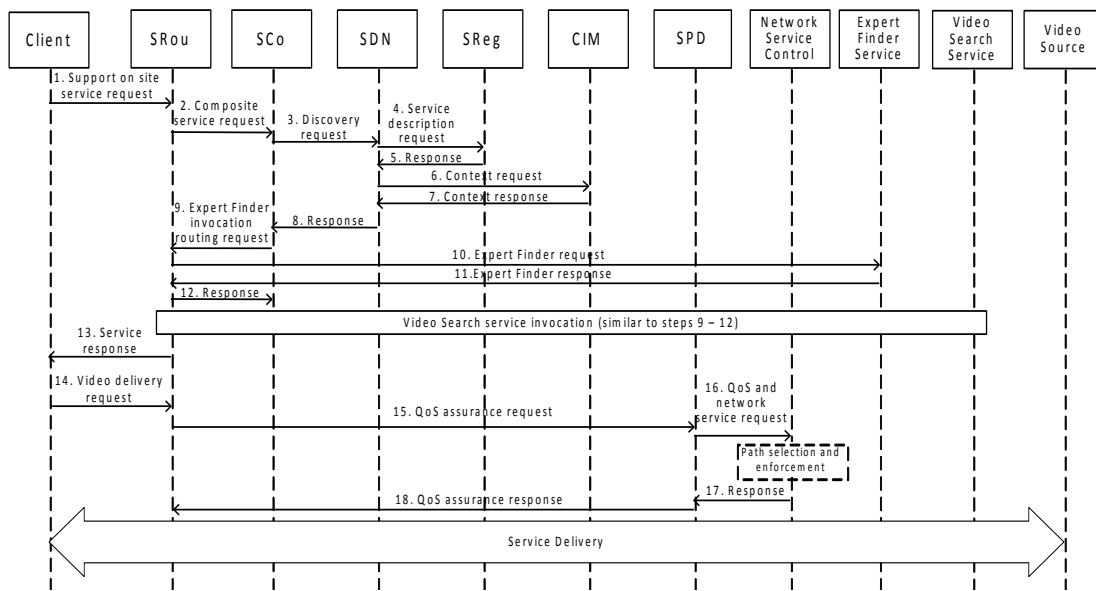 Client
SRou
SCo
SDN
SReg
CIM
SPD
Network
Service
Control
Expert
Finder
Service
Video
Search
Service
Video
Source
1. Support on site
service request
2. Composite
service request
3. Discovery
request
4. Service
description
request
5. Response
6. Context request
7. Context response
8. Response
9. Expert Finder
invocation
routing request
10. Expert Finder request
11.Expert Finder response
12. Response
Video Search service invocation (similar to steps 9 – 12)
13. Service
response
14. Video delivery
request
15. QoS assurance request
16. QoS and
network
service request
Path selection and
enforcement
17. Response
18. QoS assurance response
Service Delivery